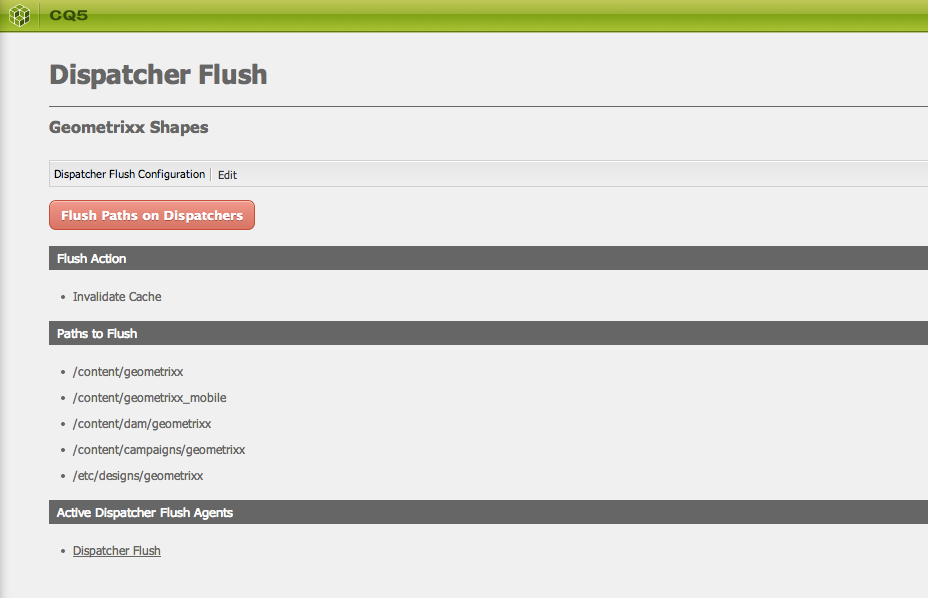 CQ5
Dispatcher Flush
Geometrixx Shapes
Dispatcher Flush Configuration | Edit
Flush Paths on Dispatchers
Flush Action
• Invalidate Cache
Paths to Flush
• /content/geometrixx
• /content/geometrixx_mobile
• /content/dam/geometrixx
• /content/campaigns/geometrixx
• /etc/designs/geometrixx
Active Dispatcher Flush Agents
• Dispatcher Flush